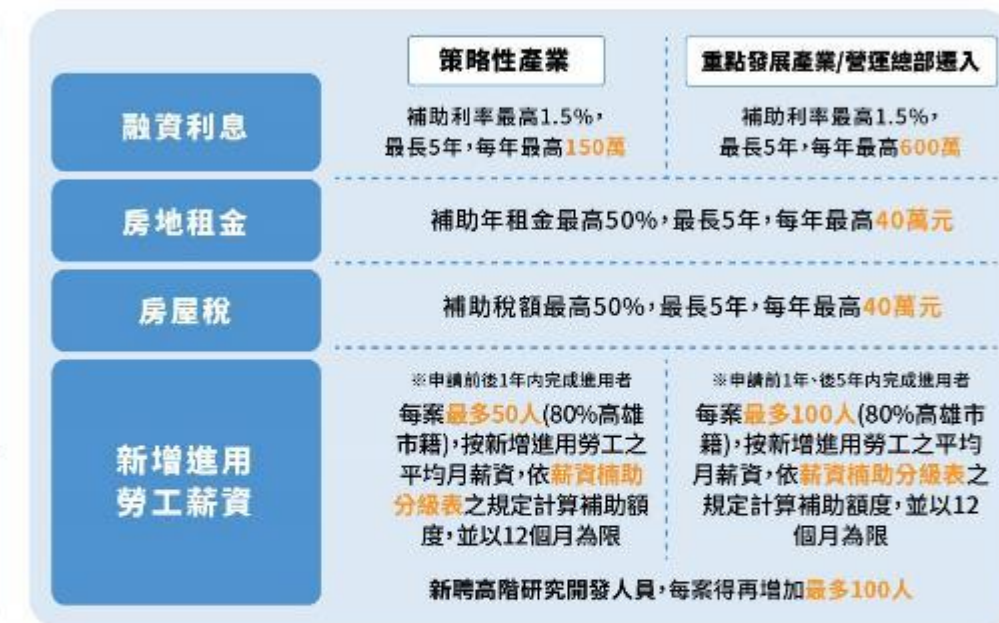 策略性產業
重點發展產業/營運總部遷入
融資利息
補助利率最高1.5%,
最長5年,每年最高150萬
補助利率最高1.5%,
最長5年,每年最高600萬
房地租金
補助年租金最高50%,最長5年,每年最高40萬元
房屋稅
補助稅額最高50%,最長5年,每年最高40萬元
新增進用
勞工薪資
※申請前後1年內完成進用者
每案最多50人(80%高雄
市籍),按新增進用勞工之
平均月薪資,依薪資補助
分級表之規定計算補助額
度,並以12個月為限
※申請前1年、後5年內完成進用者
每案最多100人(80%高雄市
籍),按新增進用勞工之平均
月薪資,依薪資補助分級表之
規定計算補助額度,並以12
個月為限
新聘高階研究開發人員,每案得再增加最多100人